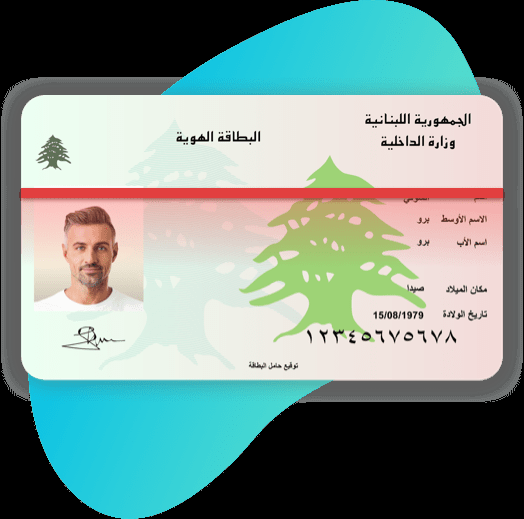 الجمهورية اللبنانية
وزارة الداخلية
البطاقة الهوية
الاسم الأوسط برو
اسم الأب برو
مكان الميلاد صيدا
تاريخ الولادة 15/08/1979
١٢٣٤٥٦٧٥٦٧٨
توقيع حامل البطاقة